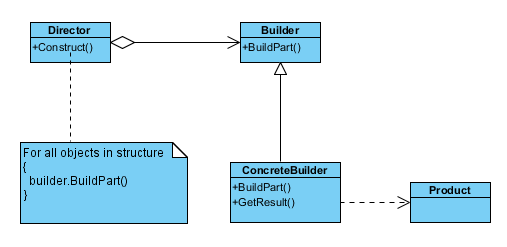 Director
+Construct()
Builder
+BuildPart()
For all objects in structure
{
  builder.BuildPart()
}
ConcreteBuilder
+BuildPart()
+GetResult()
Product